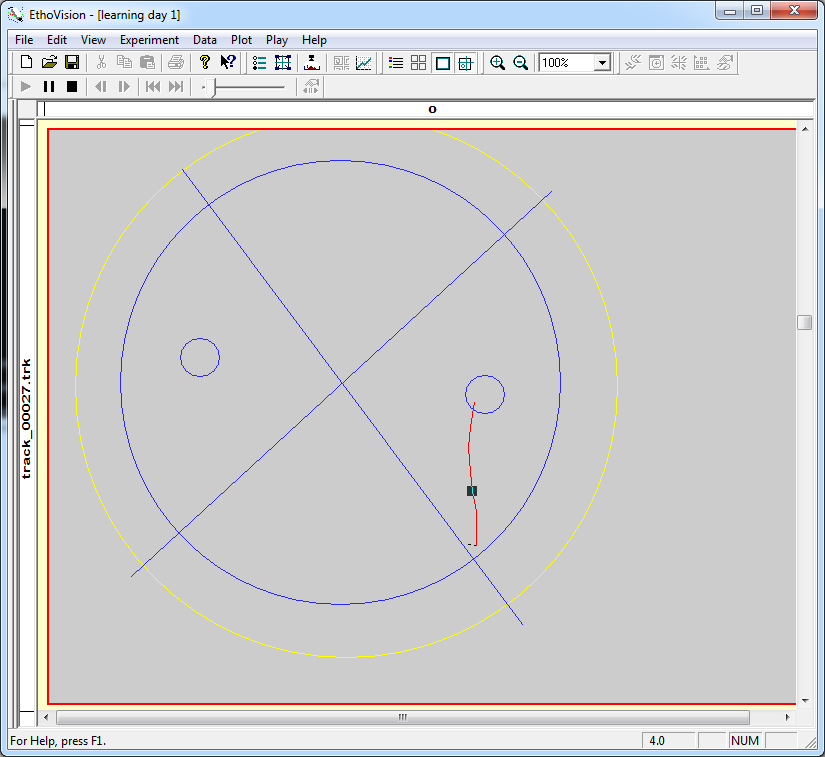 EthoVision - [learning day 1]
File Edit View Experiment Data Plot Play Help
100%
o
track_00027.trk
For Help, press F1.
4.0
NUM